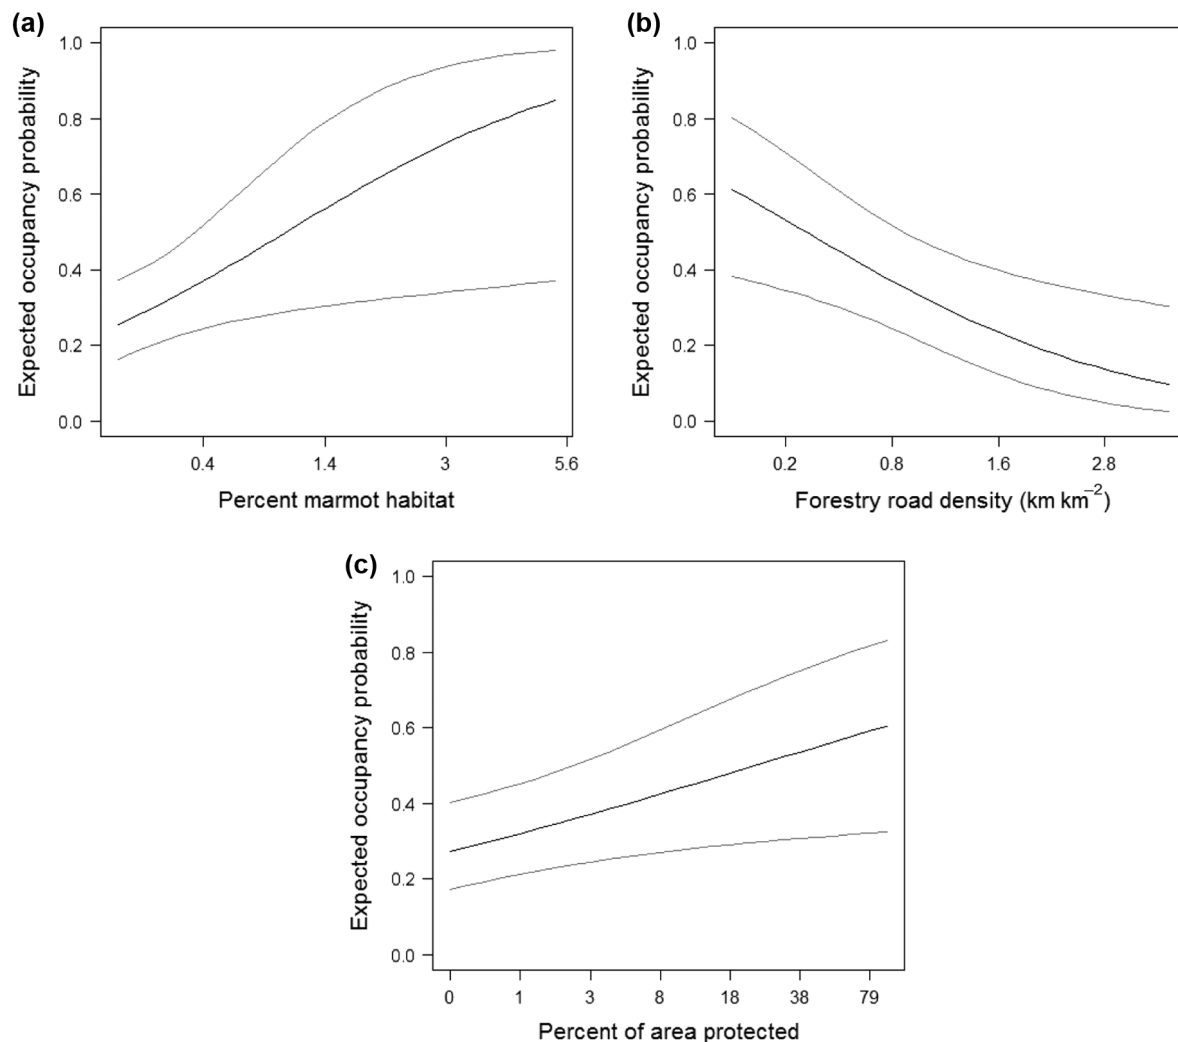 (a)
Expected occupancy probability
1.0
0.8
0.6
0.4
0.2
0.0
0.4 1.4 3 5.6
Percent marmot habitat
(b)
Expected occupancy probability
1.0
0.8
0.6
0.4
0.2
0.0
0.2 0.8 1.6 2.8
Forestry road density (km km⁻²)
(c)
Expected occupancy probability
1.0
0.8
0.6
0.4
0.2
0.0
0 1 3 8 18 38 79
Percent of area protected